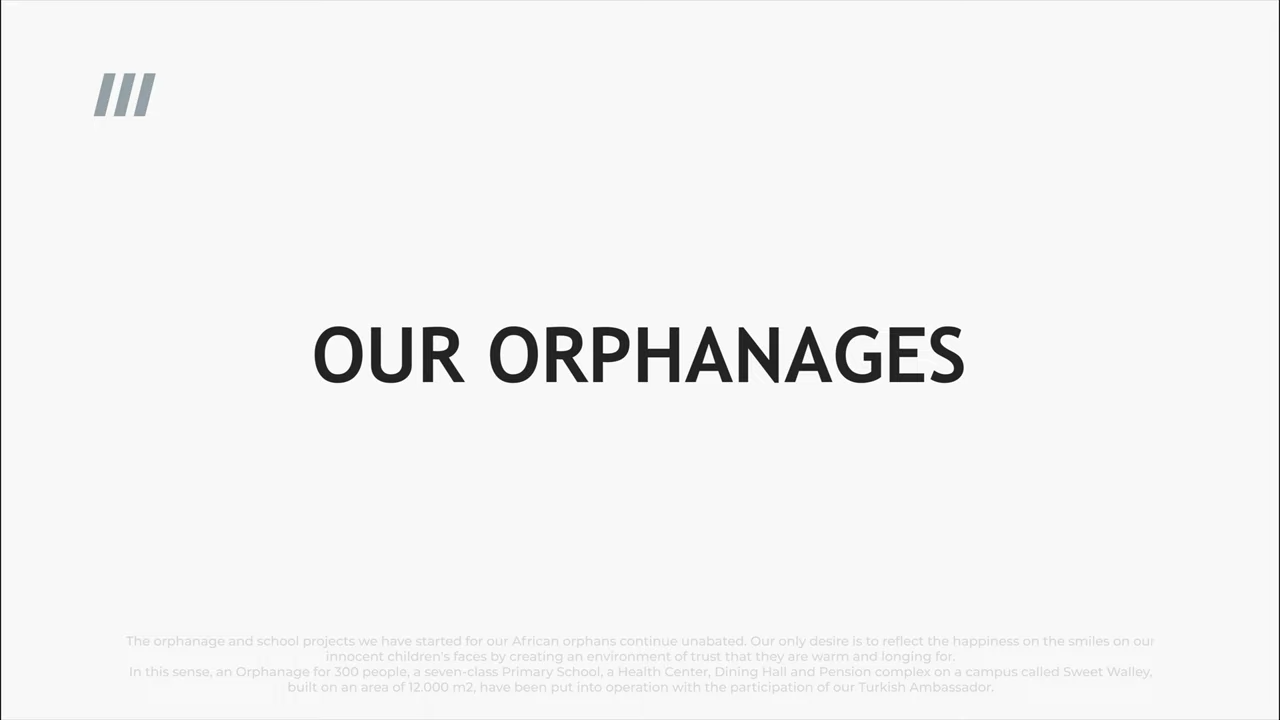 OUR ORPHANAGES
The orphanage and school projects we have started for our African orphans continue unabated. Our only desire is to reflect the happiness on the smiles on our
innocent children's faces by creating an environment of trust that they are warm and longing for.
In this sense, an Orphanage for 300 people, a seven-class Primary School, a Health Center, Dining Hall and Pension complex on a campus called Sweet Walley,
built on an area of 12.000 m2, have been put into operation with the participation of our Turkish Ambassador.